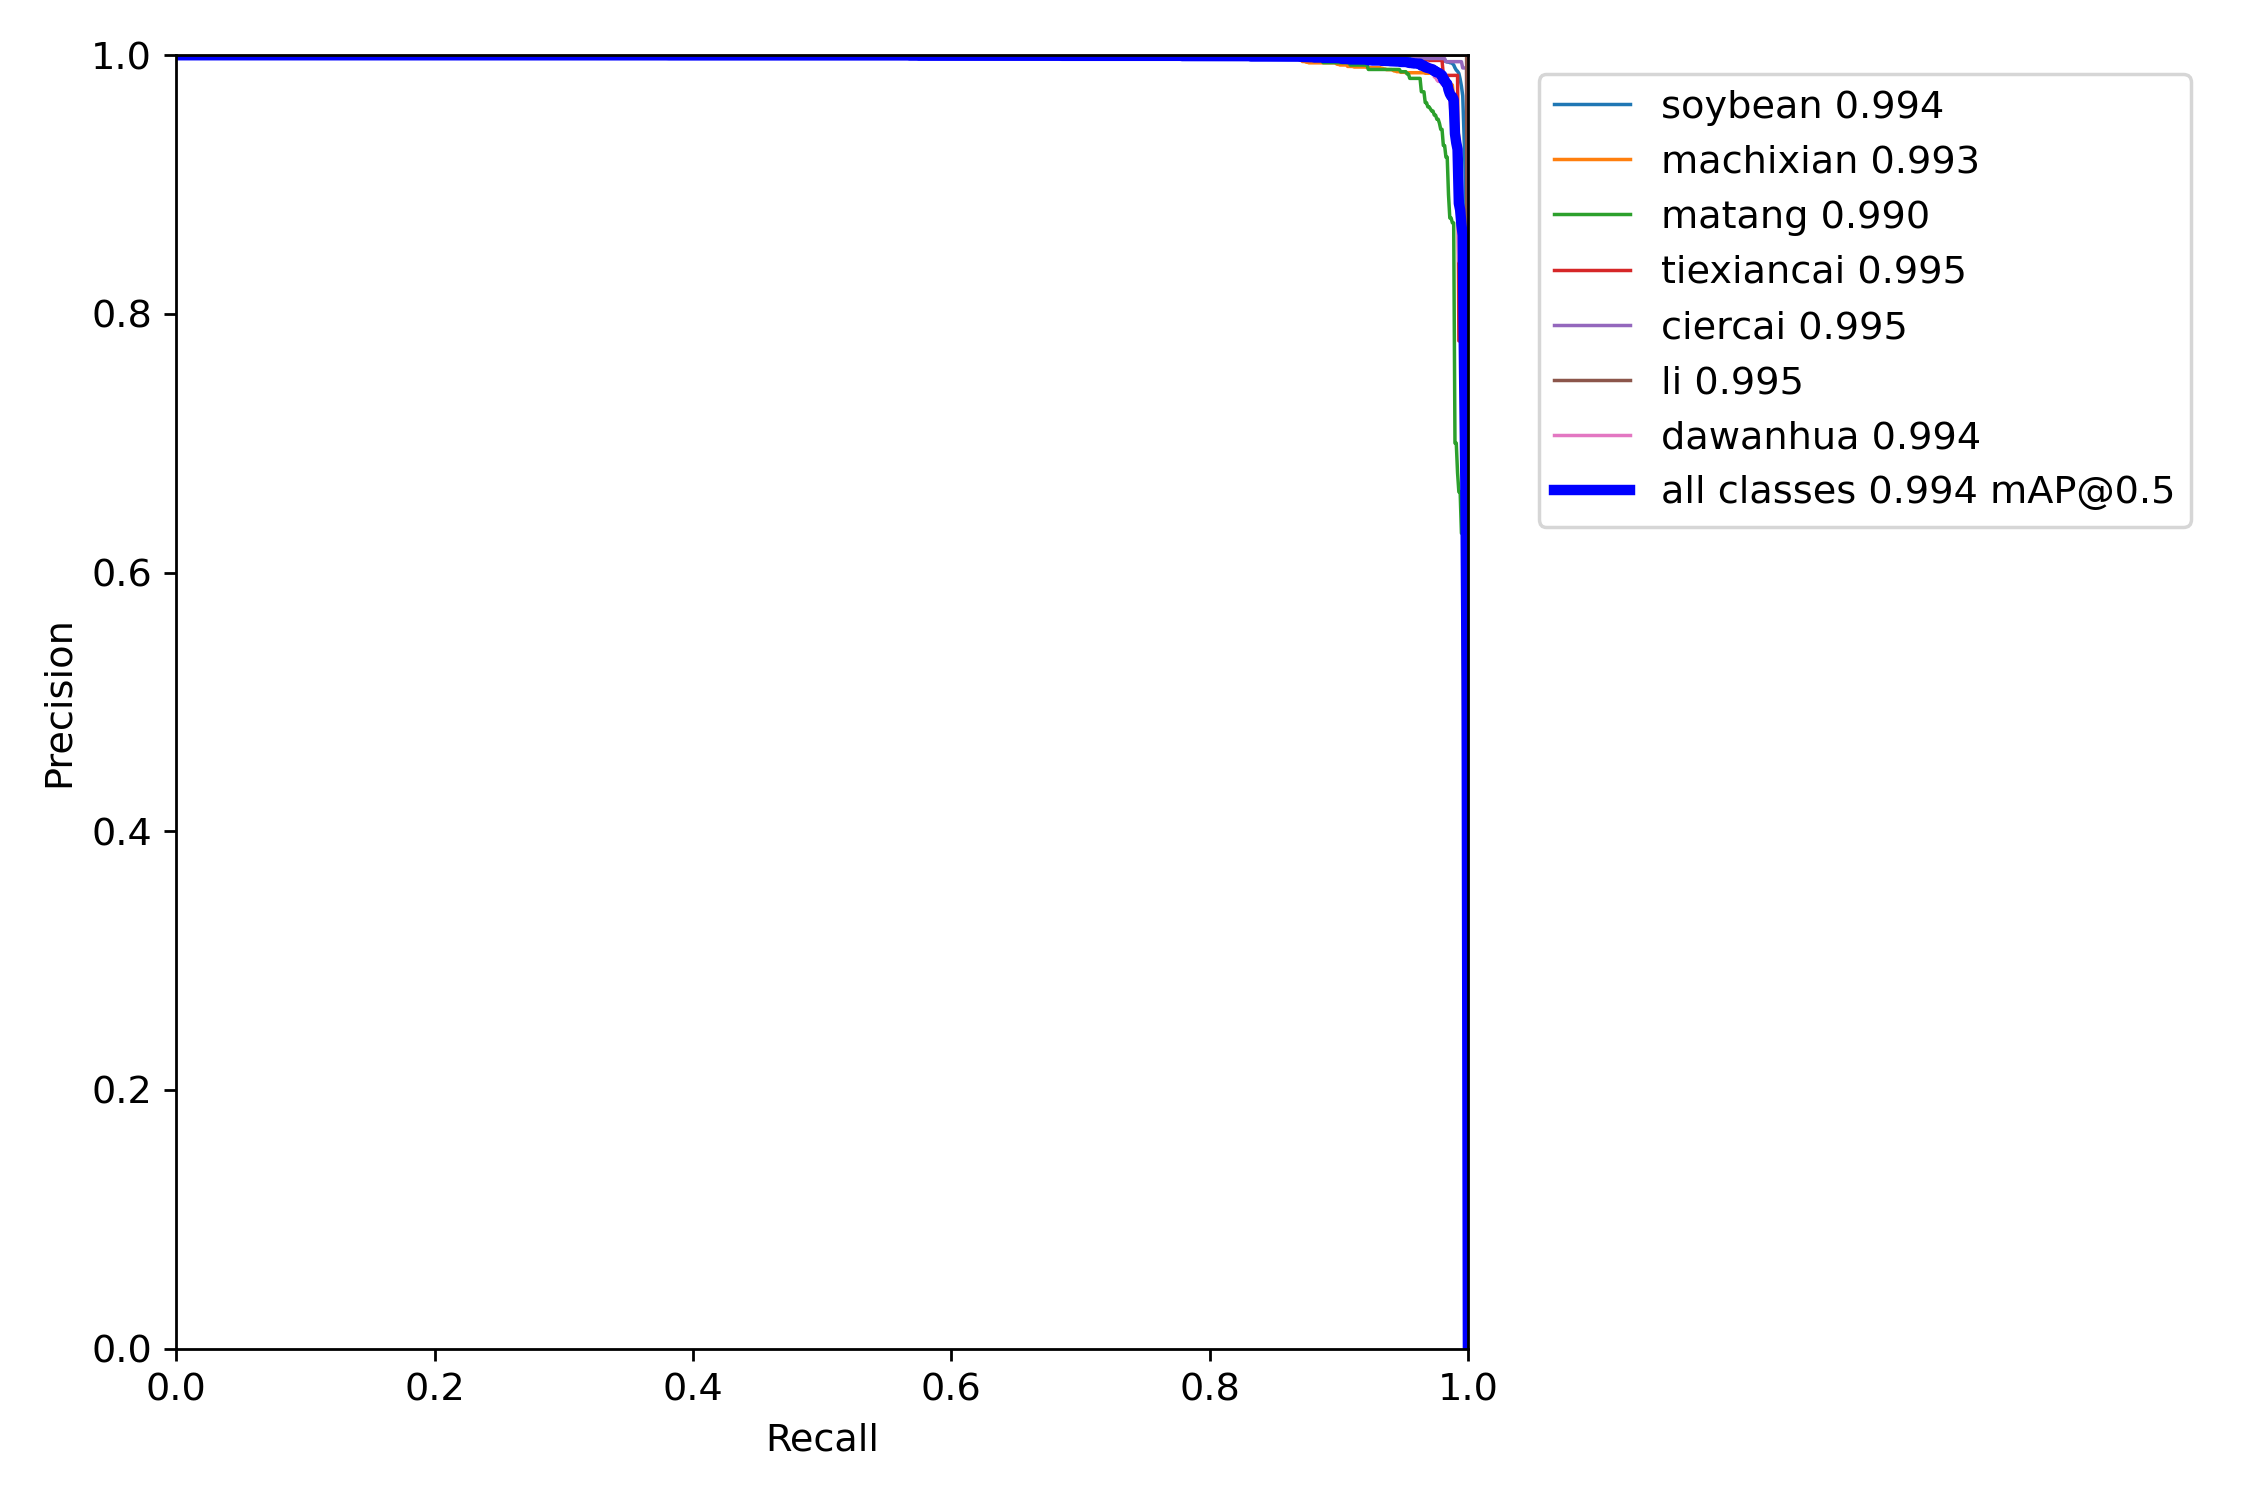 1.0
0.8
0.6
0.4
0.2
0.0
Precision
0.0 0.2 0.4 0.6 0.8 1.0
Recall
soybean 0.994
machixian 0.993
matang 0.990
tiexiancai 0.995
ciercai 0.995
li 0.995
dawanhua 0.994
all classes 0.994 mAP@0.5